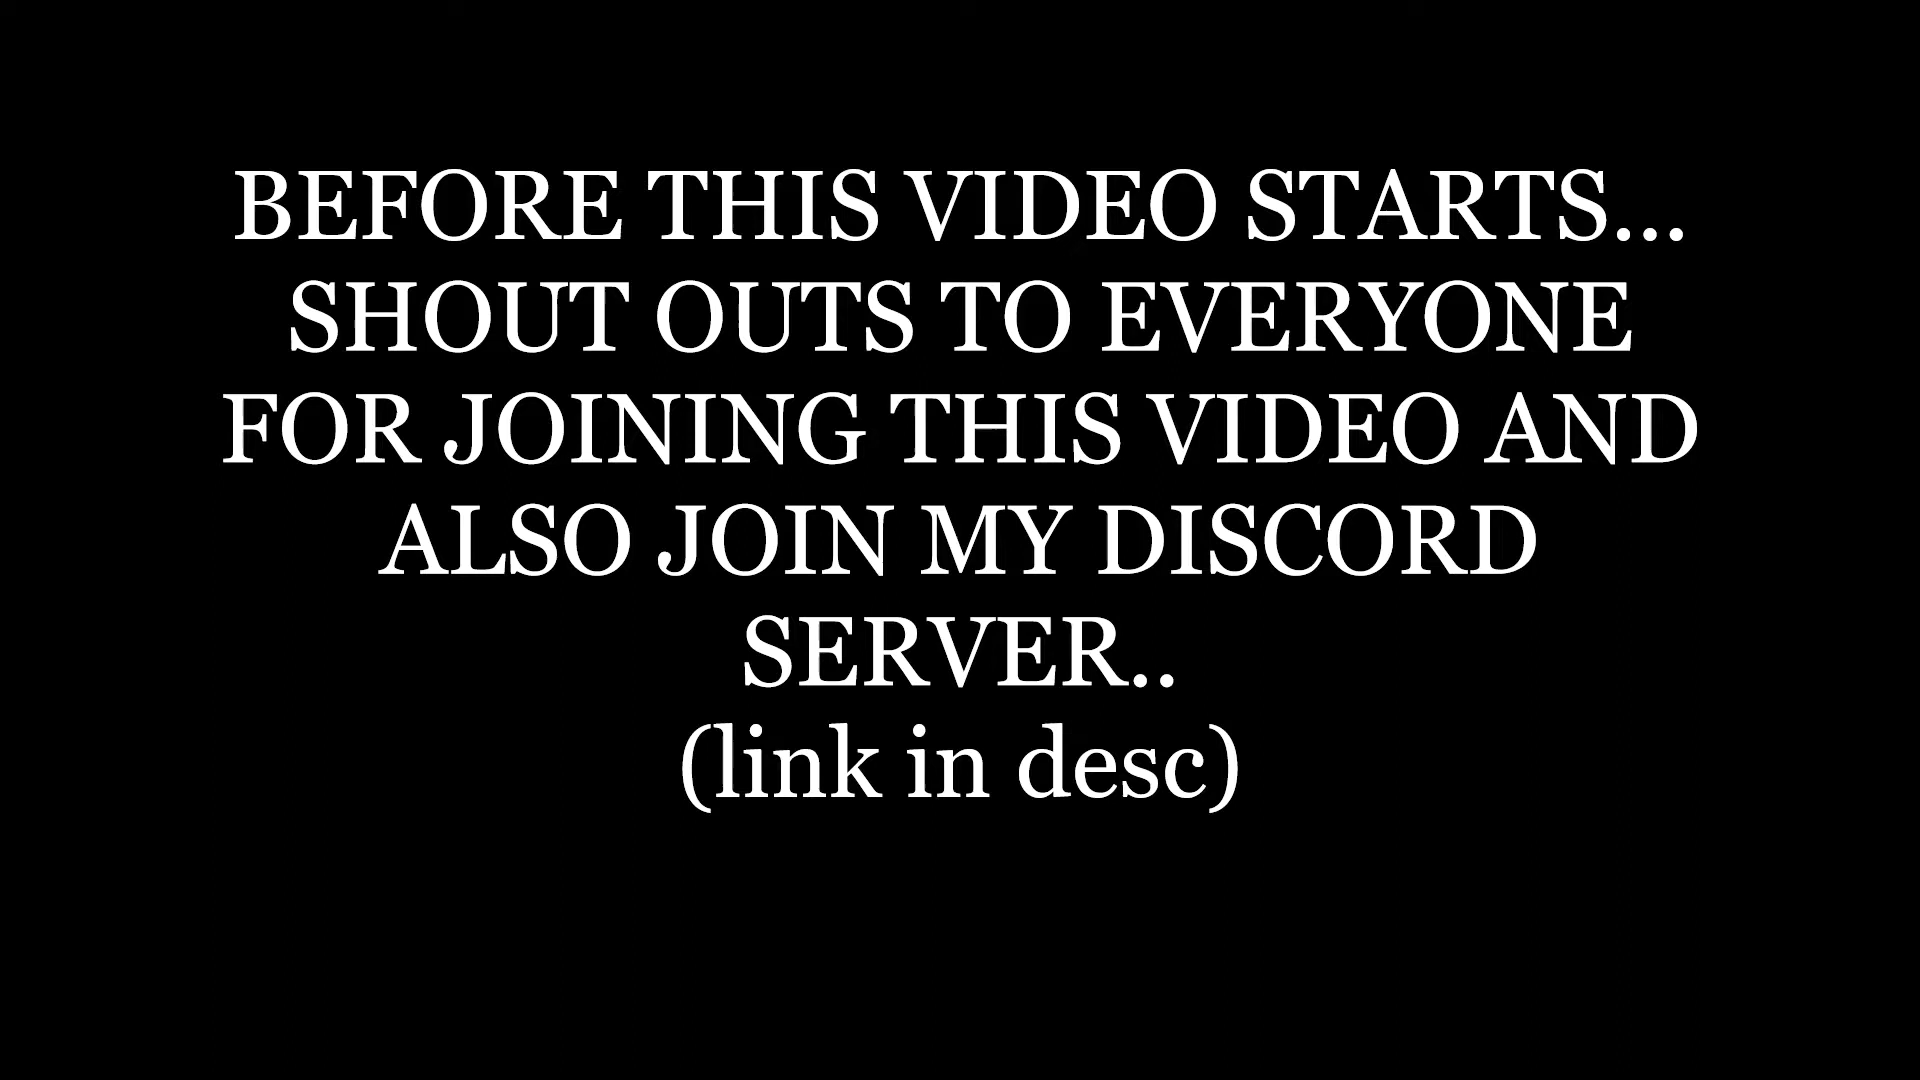 BEFORE THIS VIDEO STARTS...
SHOUT OUTS TO EVERYONE
FOR JOINING THIS VIDEO AND
ALSO JOIN MY DISCORD
SERVER..
(link in desc)